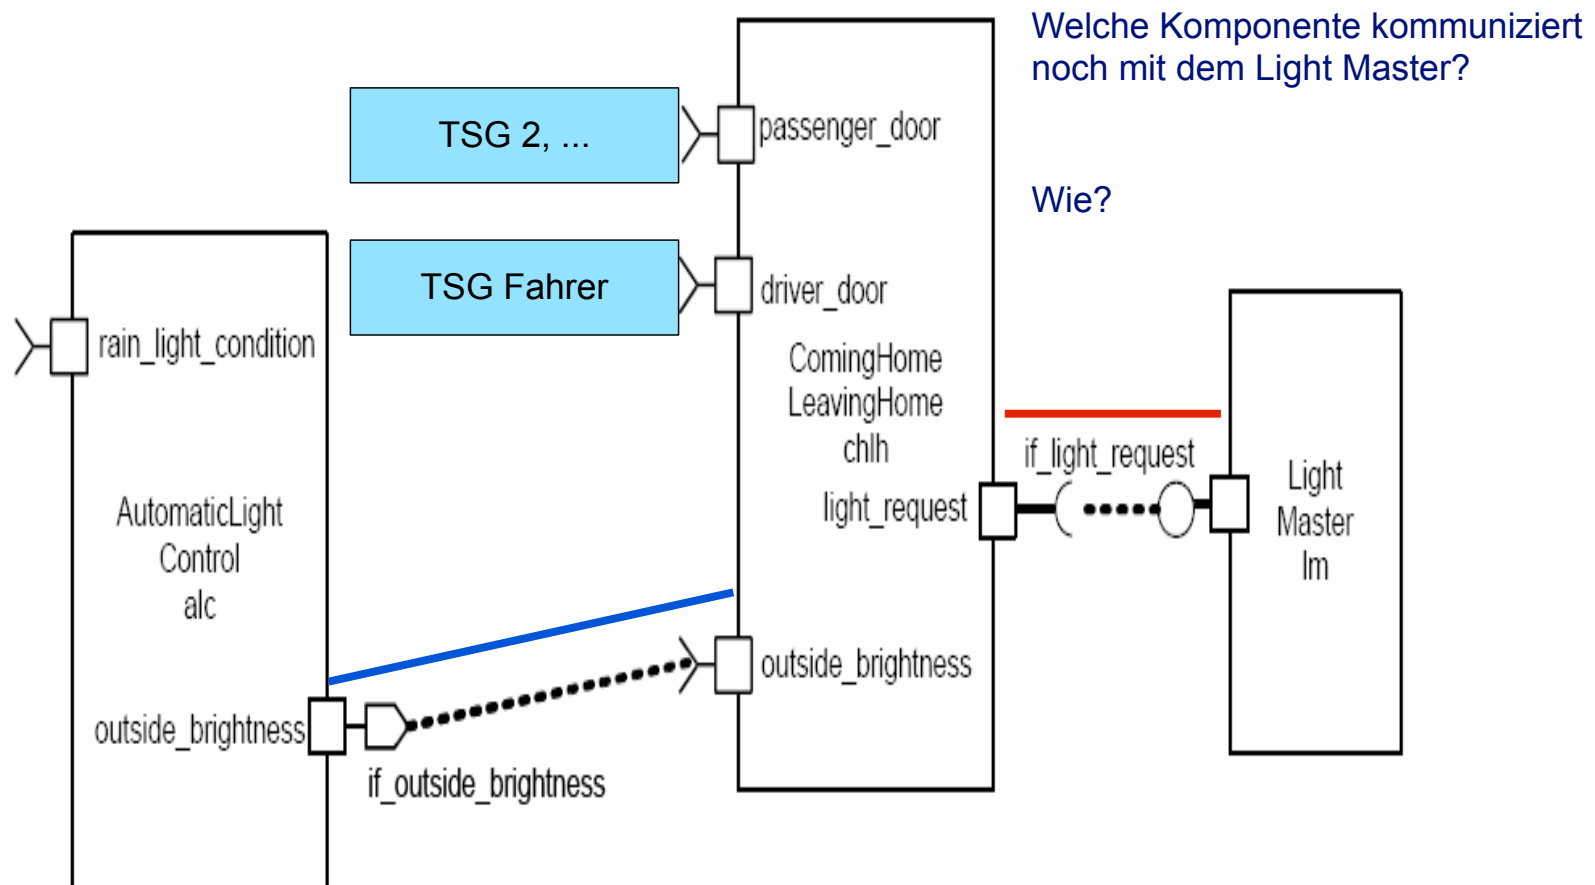 Welche Komponente kommuniziert
noch mit dem Light Master?
TSG 2, ...
passenger_door
Wie?
TSG Fahrer
driver_door
rain_light_condition
ComingHome
LeavingHome
chlh
if_light_request
light_request
Light
Master
lm
AutomaticLight
Control
alc
outside_brightness
outside_brightness
if_outside_brightness